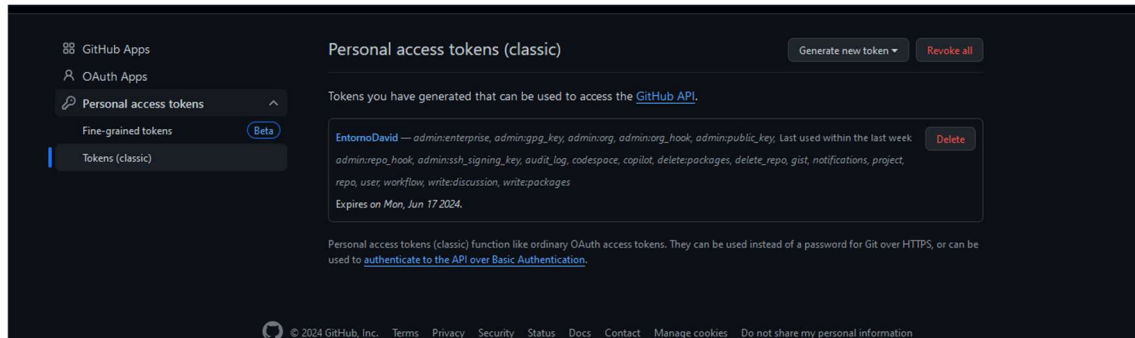 GitHub Apps
OAuth Apps
Personal access tokens
Fine-grained tokens Beta
Tokens (classic)
Personal access tokens (classic)
Generate new token
Revoke all
Tokens you have generated that can be used to access the GitHub API.
EntornoDavid — admin:enterprise, admin:gpg_key, admin:org, admin:org_hook, admin:public_key, Last used within the last week
Delete
admin:repo_hook, admin:ssh_signing_key, audit_log, codespace, copilot, delete:packages, delete_repo, gist, notifications, project,
repo, user, workflow, write:discussion, write:packages
Expires on Mon, Jun 17 2024.
Personal access tokens (classic) function like ordinary OAuth access tokens. They can be used instead of a password for Git over HTTPS, or can be
used to authenticate to the API over Basic Authentication.
© 2024 GitHub, Inc. Terms Privacy Security Status Docs Contact Manage cookies Do not share my personal information